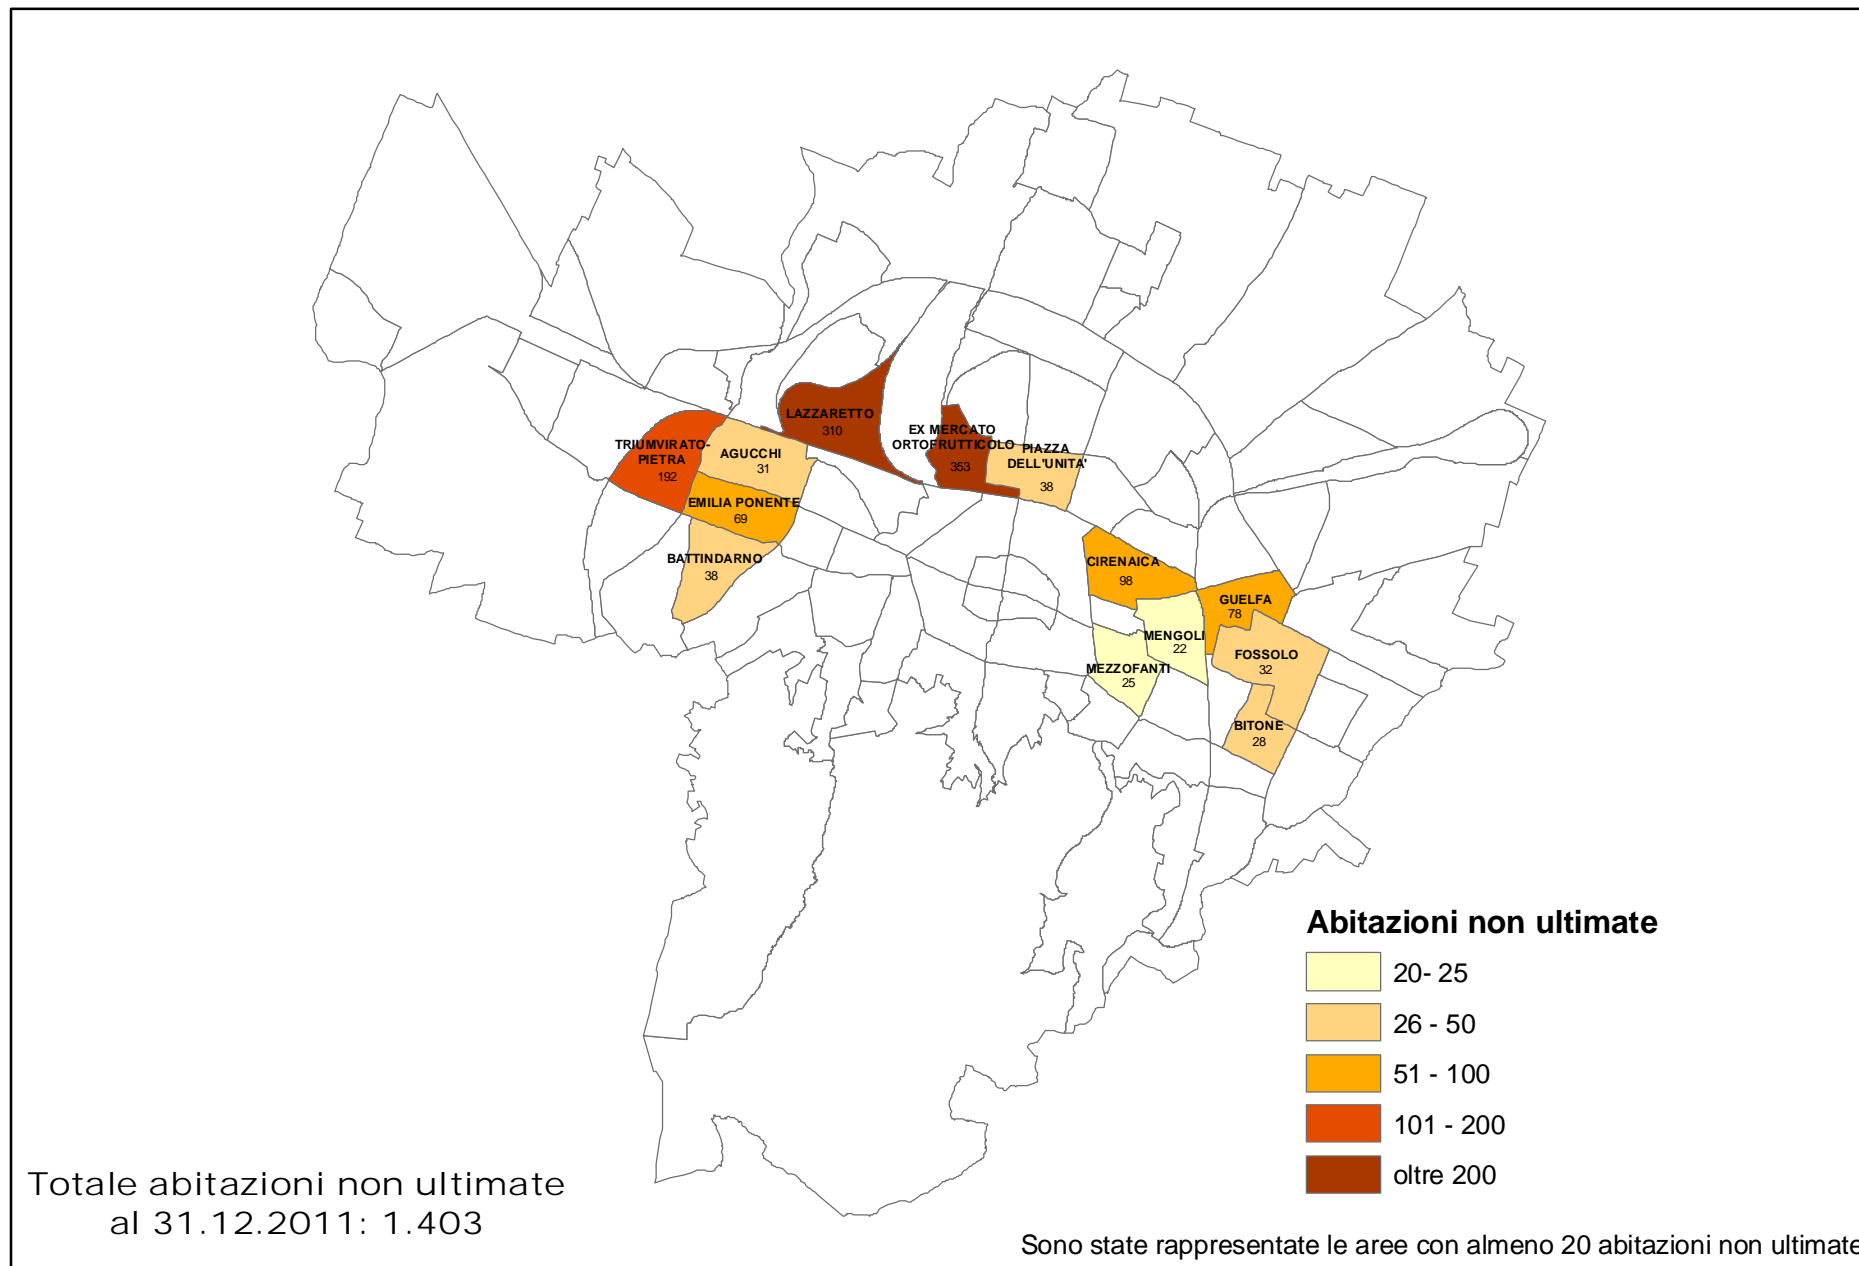 LAZZARETTO
310
EX MERCATO
ORTOFRUTTICOLO
353
PIAZZA
DELL'UNITA'
38
TRIUMVIRATO-
PIETRA
192
AGUCCHI
31
EMILIA PONENTE
69
BATTINDARNO
38
CIRENAICA
98
GUELFA
78
MENGOLI
22
FOSSOLO
32
MEZZOFANTI
25
BITONE
28
Abitazioni non ultimate
20- 25
26 - 50
51 - 100
101 - 200
oltre 200
Totale abitazioni non ultimate
al 31.12.2011: 1.403
Sono state rappresentate le aree con almeno 20 abitazioni non ultimate